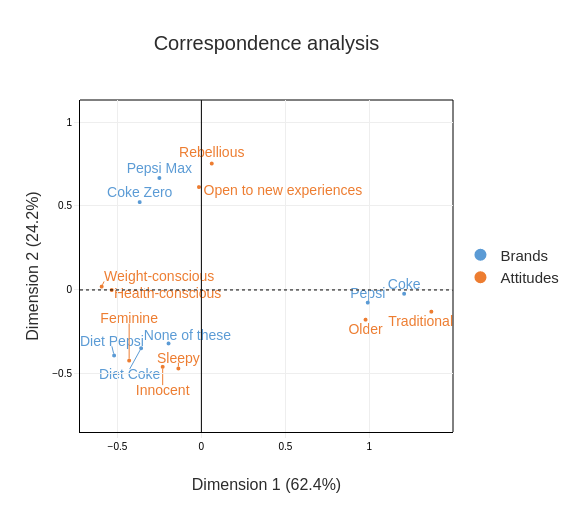 Correspondence analysis
1
Rebellious
Pepsi Max
Coke Zero
Open to new experiences
0.5
Brands
Attitudes
Weight-conscious
Health-conscious
0
Coke
Pepsi
Traditional
Older
Feminine
None of these
Diet Pepsi
Sleepy
Diet Coke
Innocent
−0.5
−0.5
0
0.5
1
Dimension 1 (62.4%)
Dimension 2 (24.2%)